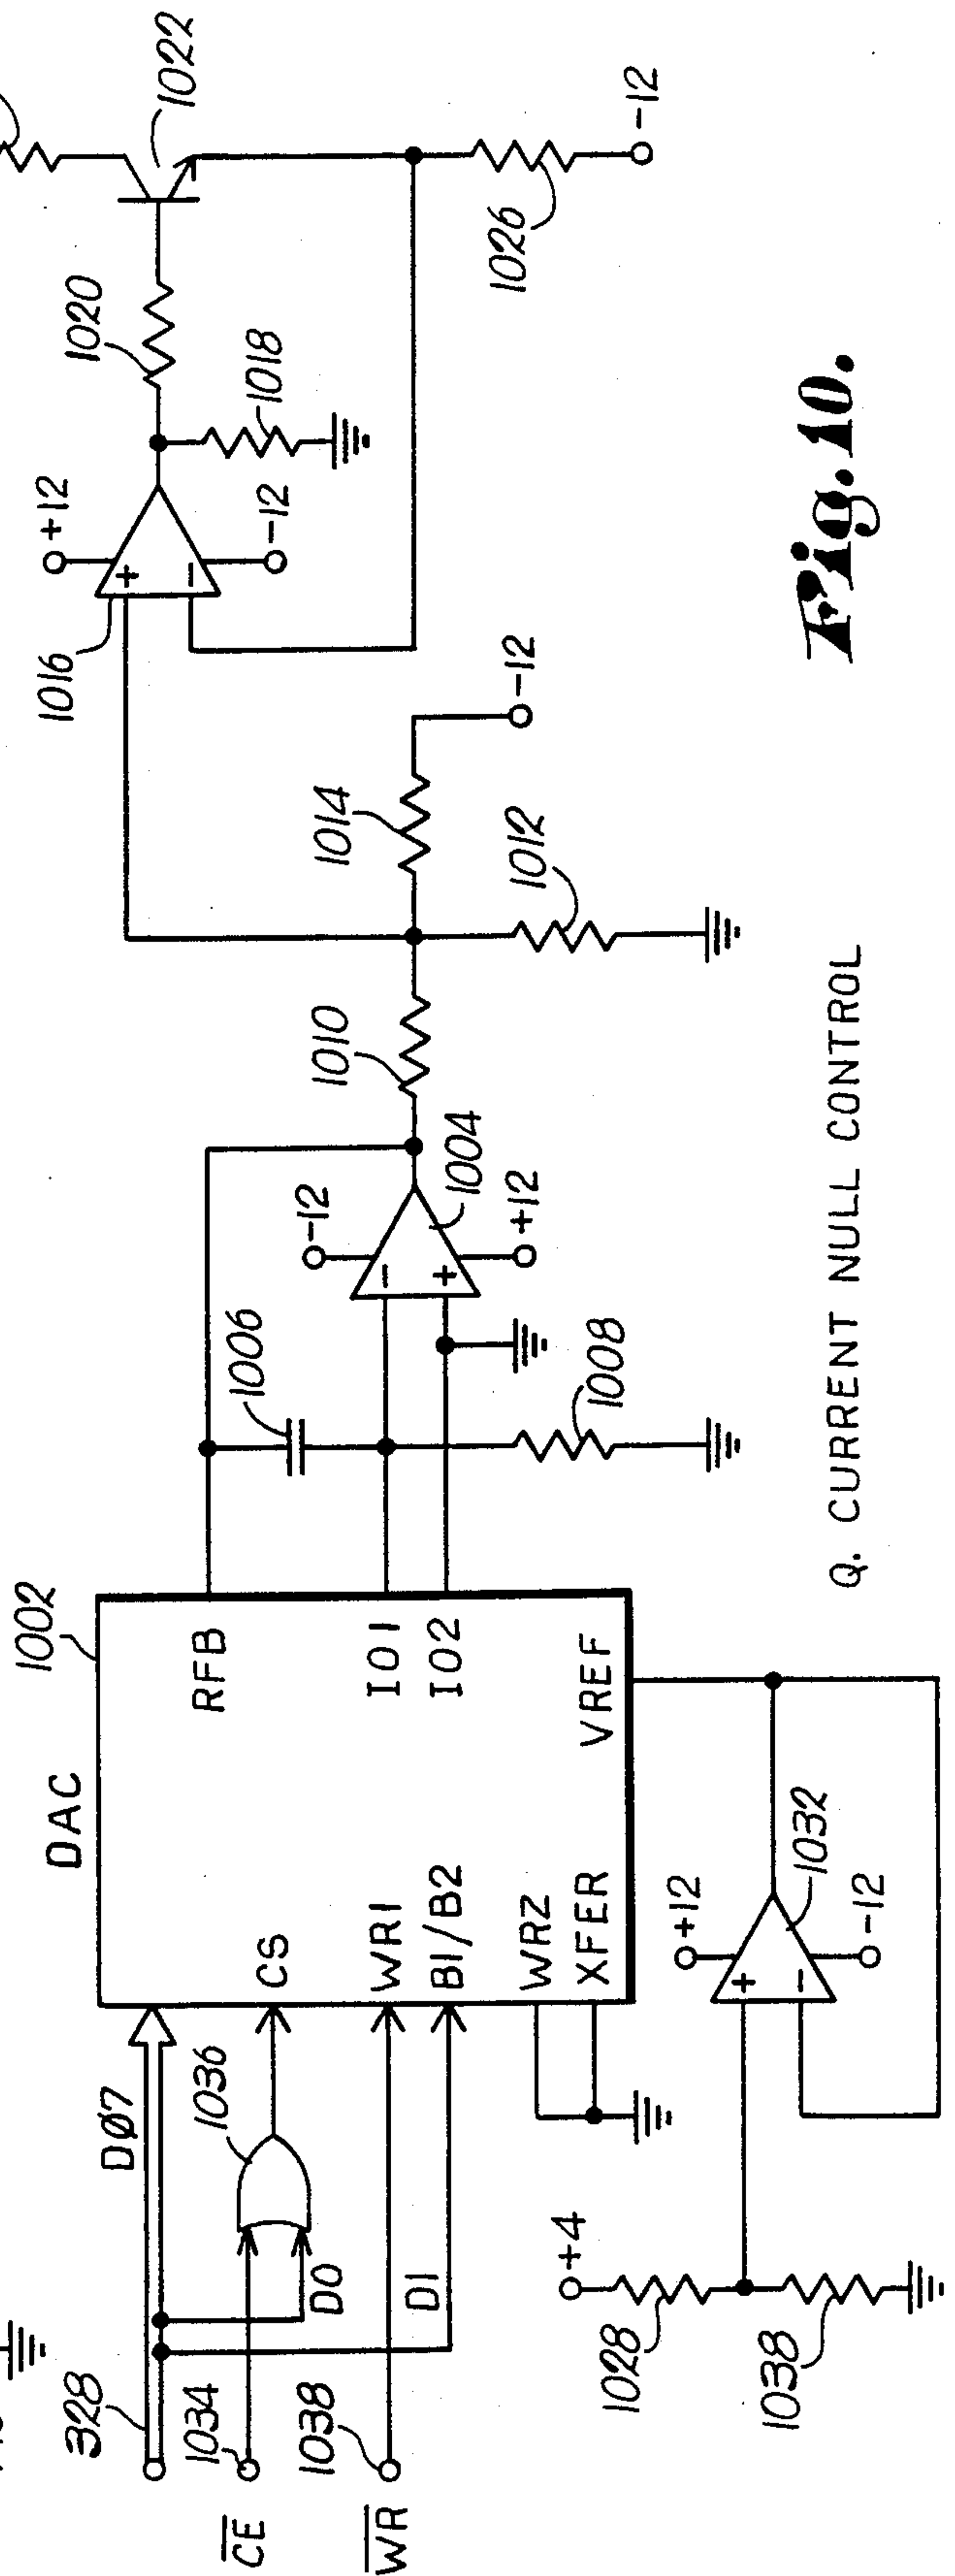 328
D07
1034
CE
1036
D0
1038
WR
D1
DAC
1002
CS
WR1
B1/B2
WRZ
XFER
RFB
IO1
IO2
VREF
+4
1028
1038
+
-
+12
-12
1032
1006
1008
-
+
-12
+12
1004
1010
1014
-12
1012
1016
+
-
+12
-12
1018
1020
1022
1026
-12
Q. CURRENT NULL CONTROL
Fig. 10.